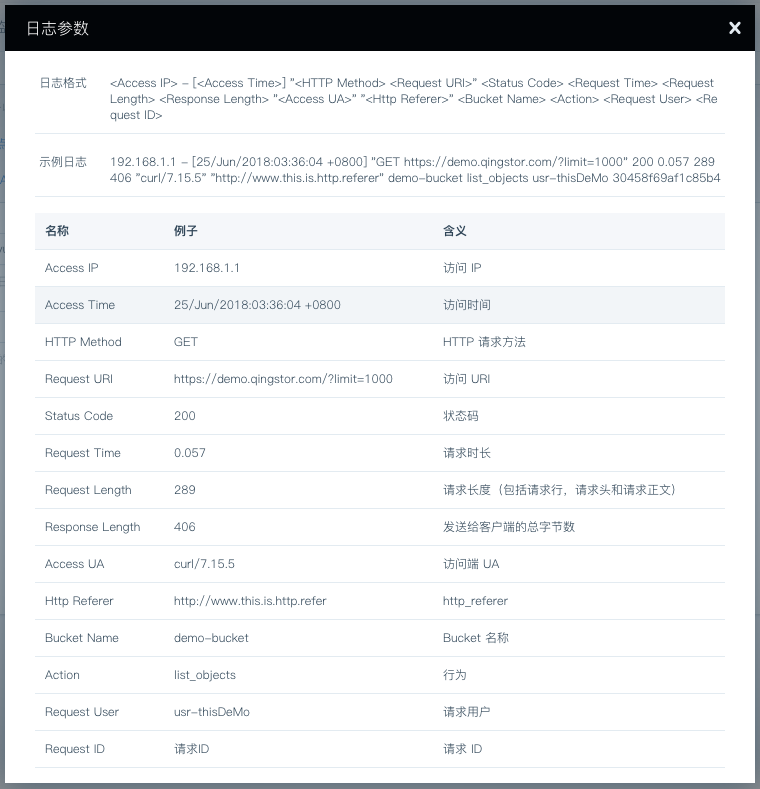 日志参数
日志格式
<Access IP> - [<Access Time>] "<HTTP Method> <Request URI>" <Status Code> <Request Time> <Request
Length> <Response Length> "<Access UA>" "<Http Referer>" <Bucket Name> <Action> <Request User> <Re
quest ID>
示例日志
192.168.1.1 - [25/Jun/2018:03:36:04 +0800] "GET https://demo.qingstor.com/?limit=1000" 200 0.057 289
406 "curl/7.15.5" "http://www.this.is.http.referer" demo-bucket list_objects usr-thisDeMo 30458f69af1c85b4
名称 例子 含义
Access IP 192.168.1.1 访问 IP
Access Time 25/Jun/2018:03:36:04 +0800 访问时间
HTTP Method GET HTTP 请求方法
Request URI https://demo.qingstor.com/?limit=1000 访问 URI
Status Code 200 状态码
Request Time 0.057 请求时长
Request Length 289 请求长度（包括请求行，请求头和请求正文）
Response Length 406 发送给客户端的总字节数
Access UA curl/7.15.5 访问端 UA
Http Referer http://www.this.is.http.refer http_referer
Bucket Name demo-bucket Bucket 名称
Action list_objects 行为
Request User usr-thisDeMo 请求用户
Request ID 请求ID 请求 ID